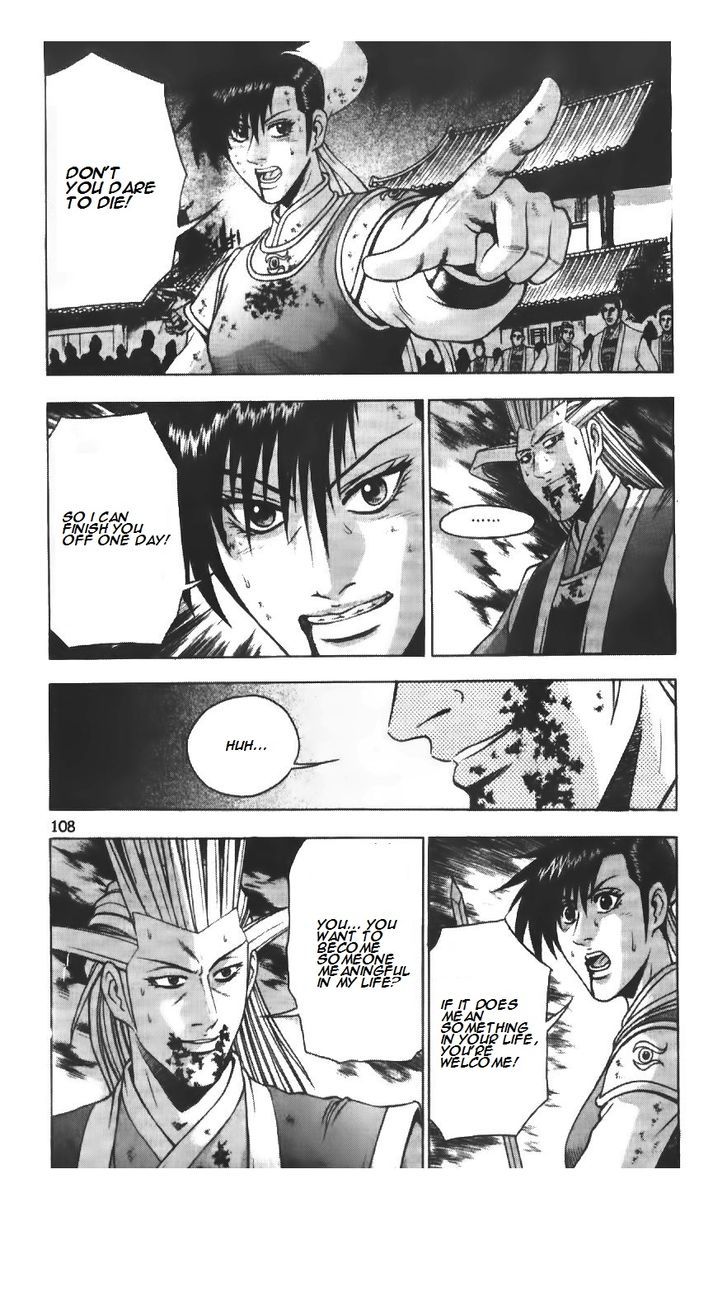 DON'T
YOU DARE
TO DIE!
SO I CAN
FINISH YOU
OFF ONE DAY!
......
HUH...
108
YOU... YOU
WANT TO
BECOME
SOMEONE
MEANINGFUL
IN MY LIFE?
IF IT DOES
MEAN
SOMETHING
IN YOUR LIFE,
YOU'RE
WELCOME!